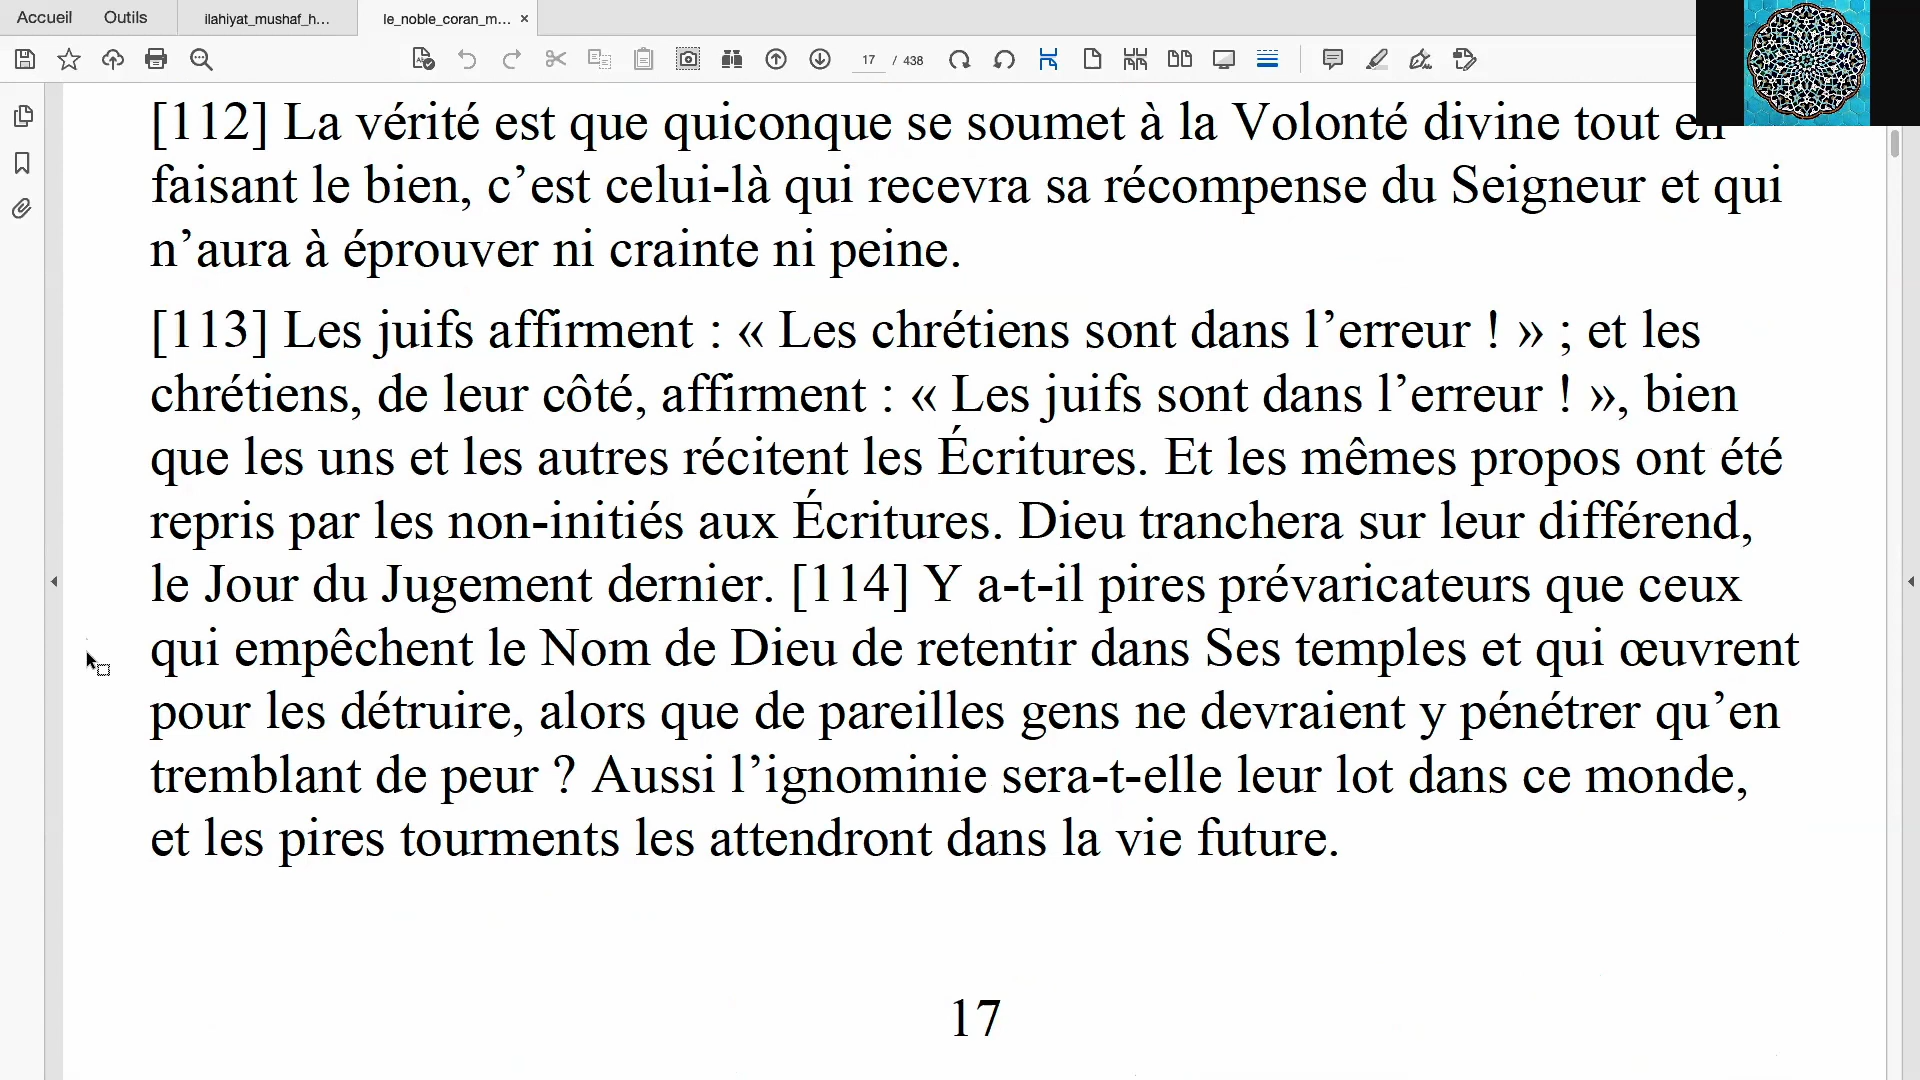 Accueil Outils ilahiyat_mushaf_h... le_noble_coran_m... ×
17 / 438
[112] La vérité est que quiconque se soumet à la Volonté divine tout en
faisant le bien, c’est celui-là qui recevra sa récompense du Seigneur et qui
n’aura à éprouver ni crainte ni peine.
[113] Les juifs affirment : « Les chrétiens sont dans l’erreur ! » ; et les
chrétiens, de leur côté, affirment : « Les juifs sont dans l’erreur ! », bien
que les uns et les autres récitent les Écritures. Et les mêmes propos ont été
repris par les non-initiés aux Écritures. Dieu tranchera sur leur différend,
le Jour du Jugement dernier. [114] Y a-t-il pires prévaricateurs que ceux
qui empêchent le Nom de Dieu de retentir dans Ses temples et qui œuvrent
pour les détruire, alors que de pareilles gens ne devraient y pénétrer qu’en
tremblant de peur ? Aussi l’ignominie sera-t-elle leur lot dans ce monde,
et les pires tourments les attendront dans la vie future.
17